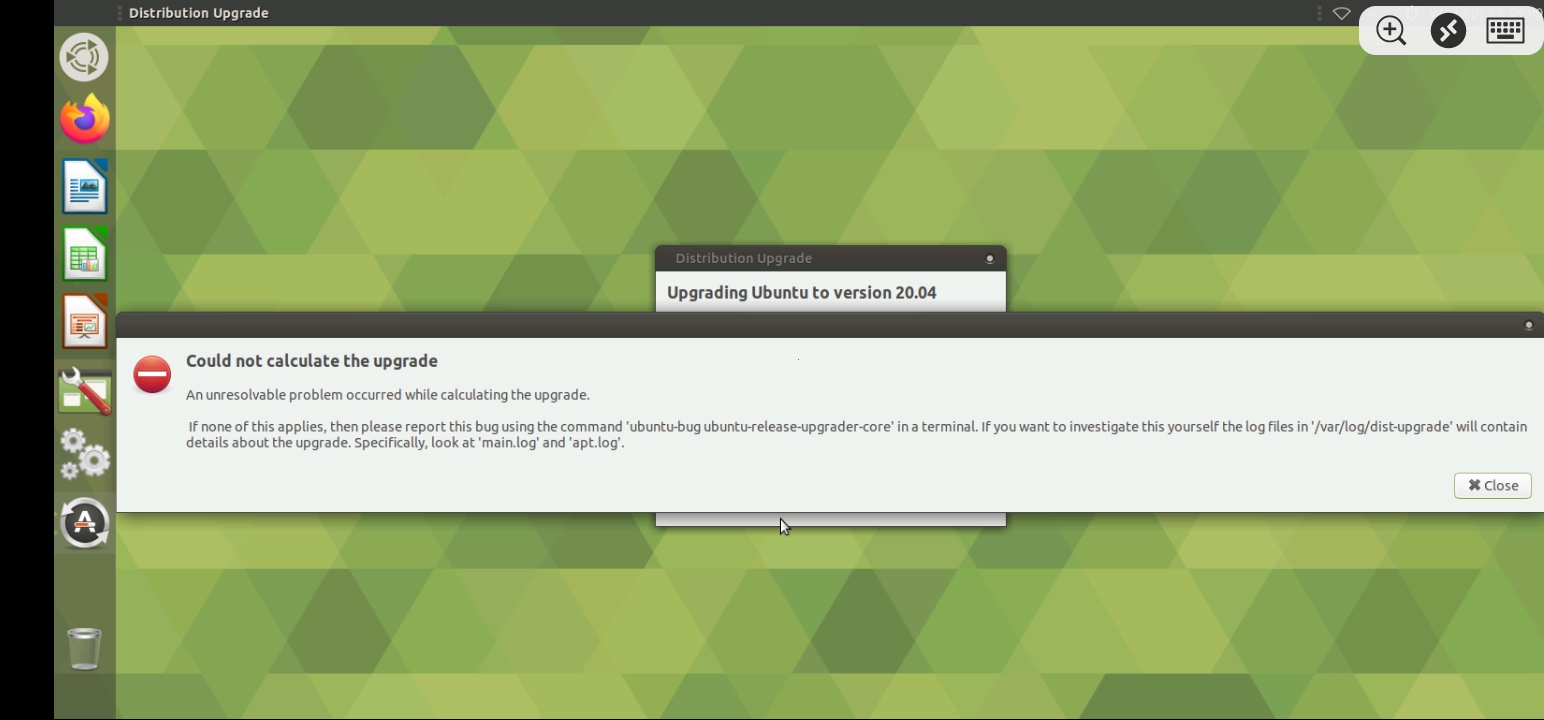 Distribution Upgrade
Distribution Upgrade
Upgrading Ubuntu to version 20.04
Could not calculate the upgrade
An unresolvable problem occurred while calculating the upgrade.
If none of this applies, then please report this bug using the command 'ubuntu-bug ubuntu-release-upgrader-core' in a terminal. If you want to investigate this yourself the log files in '/var/log/dist-upgrade' will contain
details about the upgrade. Specifically, look at 'main.log' and 'apt.log'.
Close